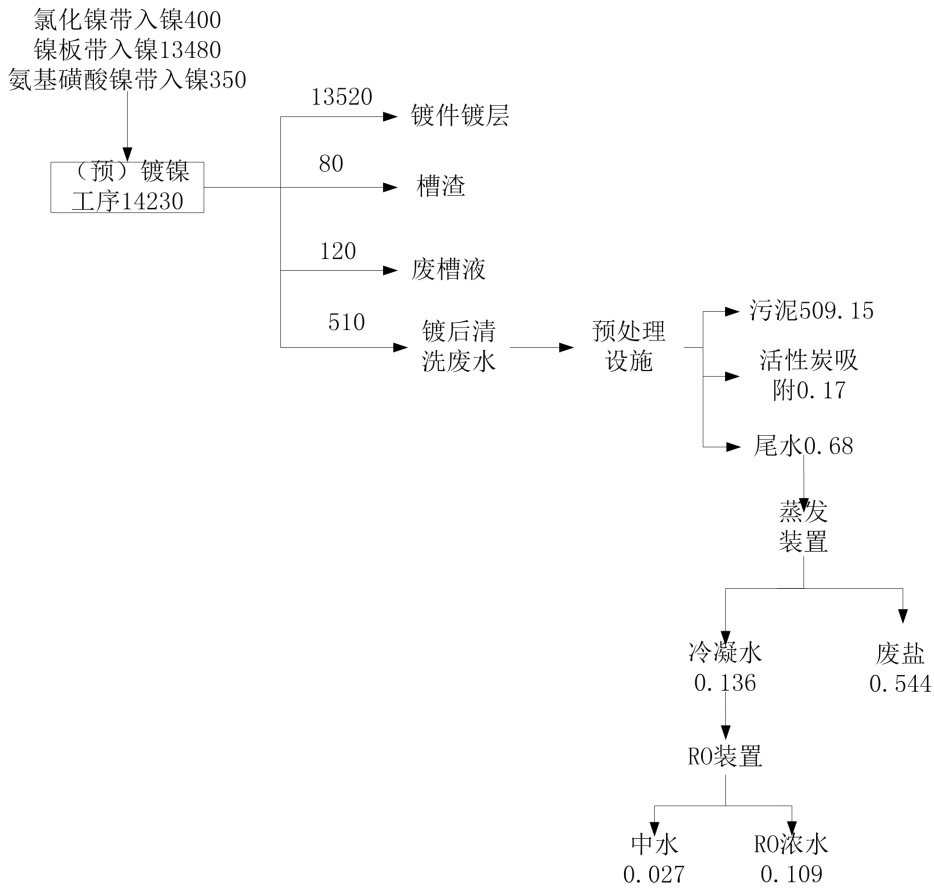 氯化镍带入镍400
镍板带入镍13480
氨基磺酸镍带入镍350
（预）镀镍
工序14230
13520
镀件镀层
80
槽渣
120
废槽液
510
镀后清
洗废水
预处理
设施
污泥509.15
活性炭吸
附0.17
尾水0.68
蒸发
装置
冷凝水
0.136
废盐
0.544
RO装置
中水
0.027
RO浓水
0.109